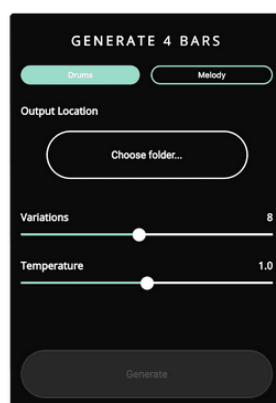 GENERATE 4 BARS
Drums Melody
Output Location
Choose folder...
Variations 8
Temperature 1.0
Generate